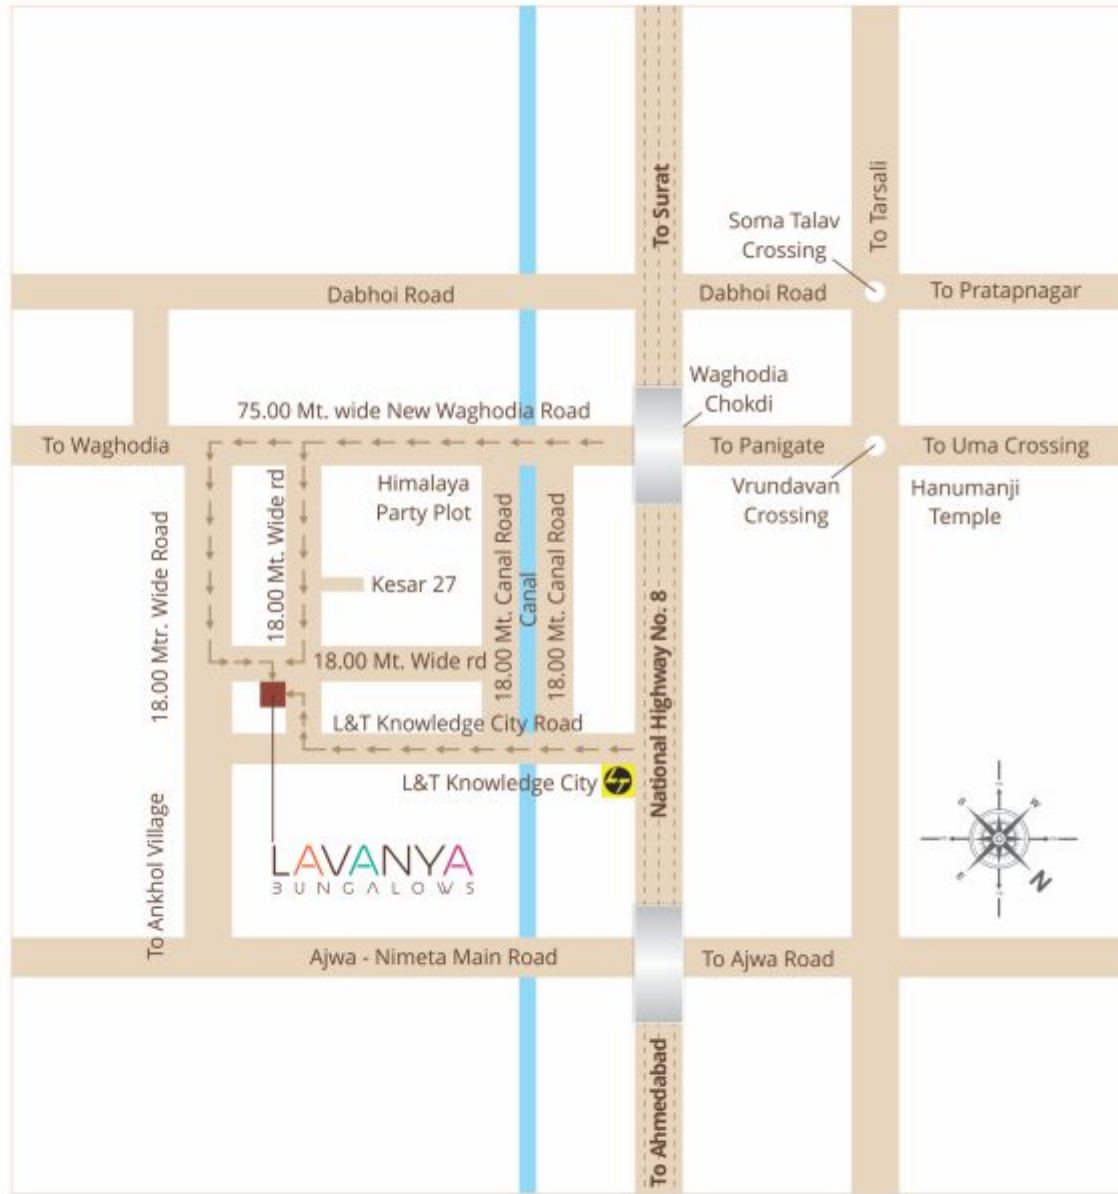 To Surat
To Tarsali
Soma Talav
Crossing
Dabhoi Road
Dabhoi Road
To Pratapnagar
Waghodia
Chokdi
75.00 Mt. wide New Waghodia Road
To Waghodia
To Panigate
To Uma Crossing
Himalaya
Party Plot
Vrundavan
Crossing
Hanumanji
Temple
18.00 Mtr. Wide Road
18.00 Mt. Wide rd
Kesar 27
18.00 Mt. Canal Road
Canal
18.00 Mt. Canal Road
National Highway No. 8
18.00 Mt. Wide rd
L&T Knowledge City Road
L&T Knowledge City
LT
To Ankhol Village
LAVANYA
BUNGALOWS
N
Ajwa - Nimeta Main Road
To Ajwa Road
To Ahmedabad